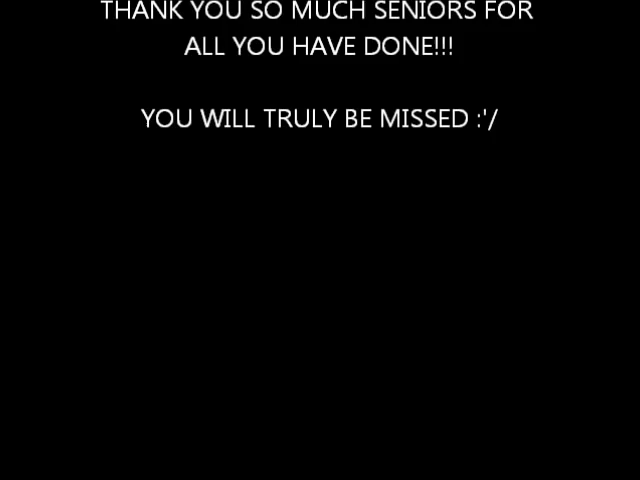 THANK YOU SO MUCH SENIORS FOR
ALL YOU HAVE DONE!!!
YOU WILL TRULY BE MISSED :'/